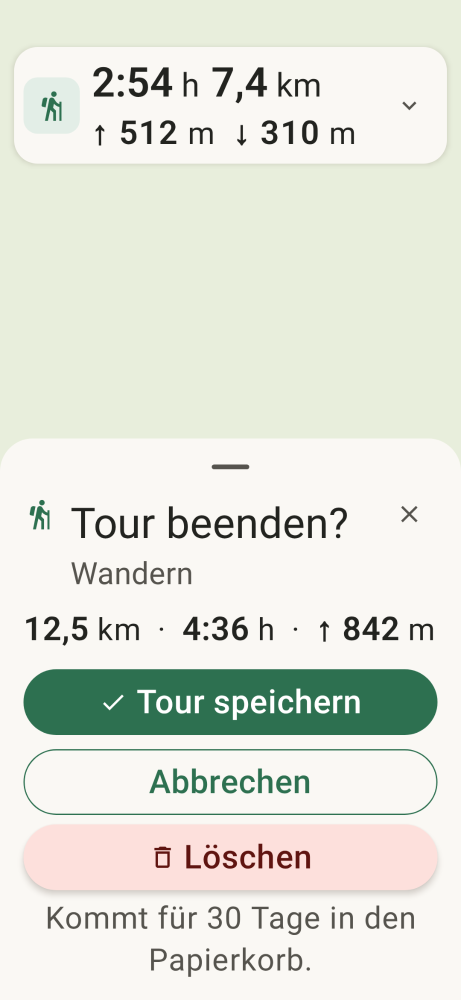 2:54 h 7,4 km
↑ 512 m ↓ 310 m
Tour beenden?
Wandern
12,5 km · 4:36 h · ↑ 842 m
Tour speichern
Abbrechen
Löschen
Kommt für 30 Tage in den
Papierkorb.